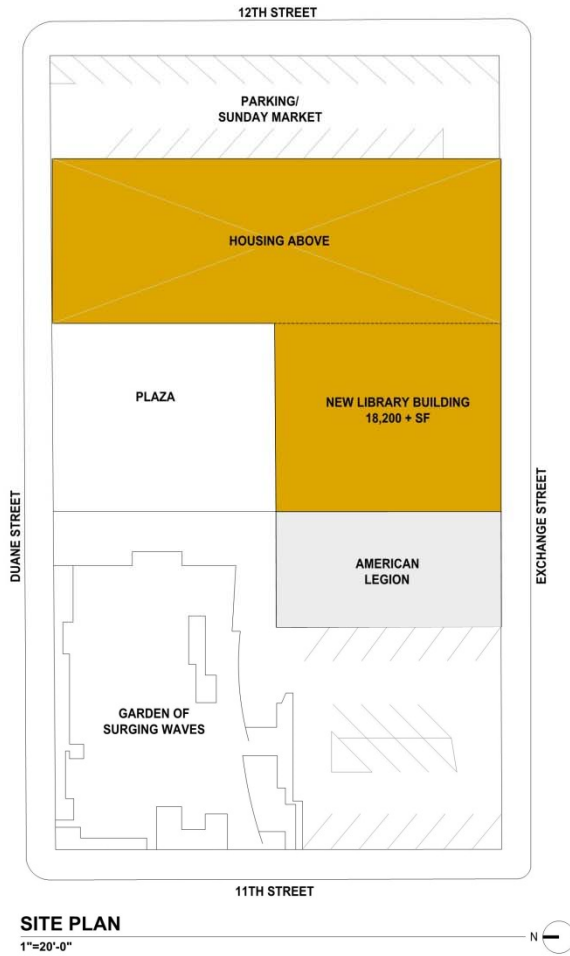 12TH STREET
PARKING/
SUNDAY MARKET
HOUSING ABOVE
PLAZA
NEW LIBRARY BUILDING
18,200 + SF
DUANE STREET
EXCHANGE STREET
AMERICAN
LEGION
GARDEN OF
SURGING WAVES
11TH STREET
SITE PLAN
1"=20'-0"
N